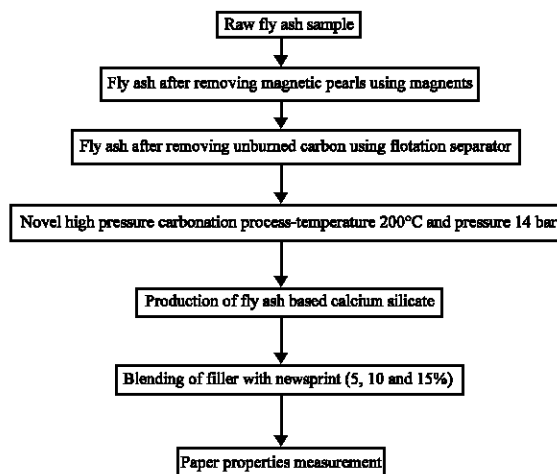 Raw fly ash sample
Fly ash after removing magnetic pearls using magnents
Fly ash after removing unburned carbon using flotation separator
Novel high pressure carbonation process-temperature 200°C and pressure 14 bar
Production of fly ash based calcium silicate
Blending of filler with newsprint (5, 10 and 15%)
Paper properties measurement